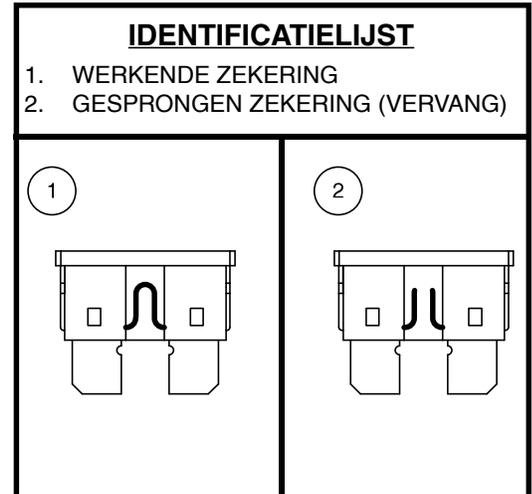 IDENTIFICATIELIJST
1. WERKENDE ZEKERING
2. GESPRONGEN ZEKERING (VERVANG)
1
2